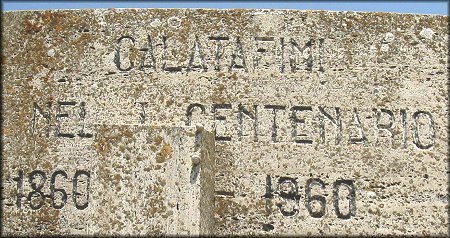 CALATAFIMI
NEL I CENTENARIO
1860 - 1960